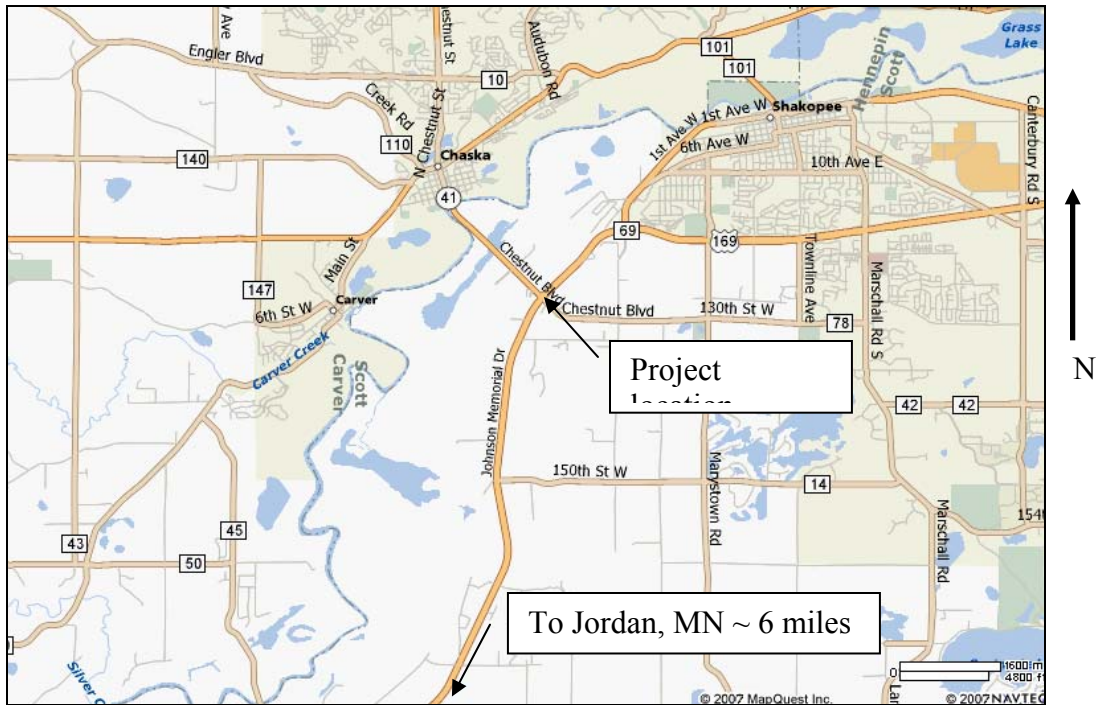 Grass
Lake
Engler Blvd
Chestnut St
Audubon Rd
101
101
10
Hennepin
Scott
Creek Rd
110
N Chestnut St
Chaska
140
41
1st Ave W
1st Ave W
Shakopee
6th Ave W
10th Ave E
Canterbury Rd S
69
169
Townline Ave
Marschall Rd S
Main St
147
6th St W
Carver
Carver Creek
Scott
Carver
Chestnut Blvd
Chestnut Blvd
130th St W
78
Project
location
N
Johnson Memorial Dr
42
42
150th St W
Marystown Rd
14
Marschall Rd
154t
45
43
50
To Jordan, MN ~ 6 miles
Silver C
1600 m
4800 ft
0
© 2007 MapQuest Inc.
© 2007 NAVTEQ